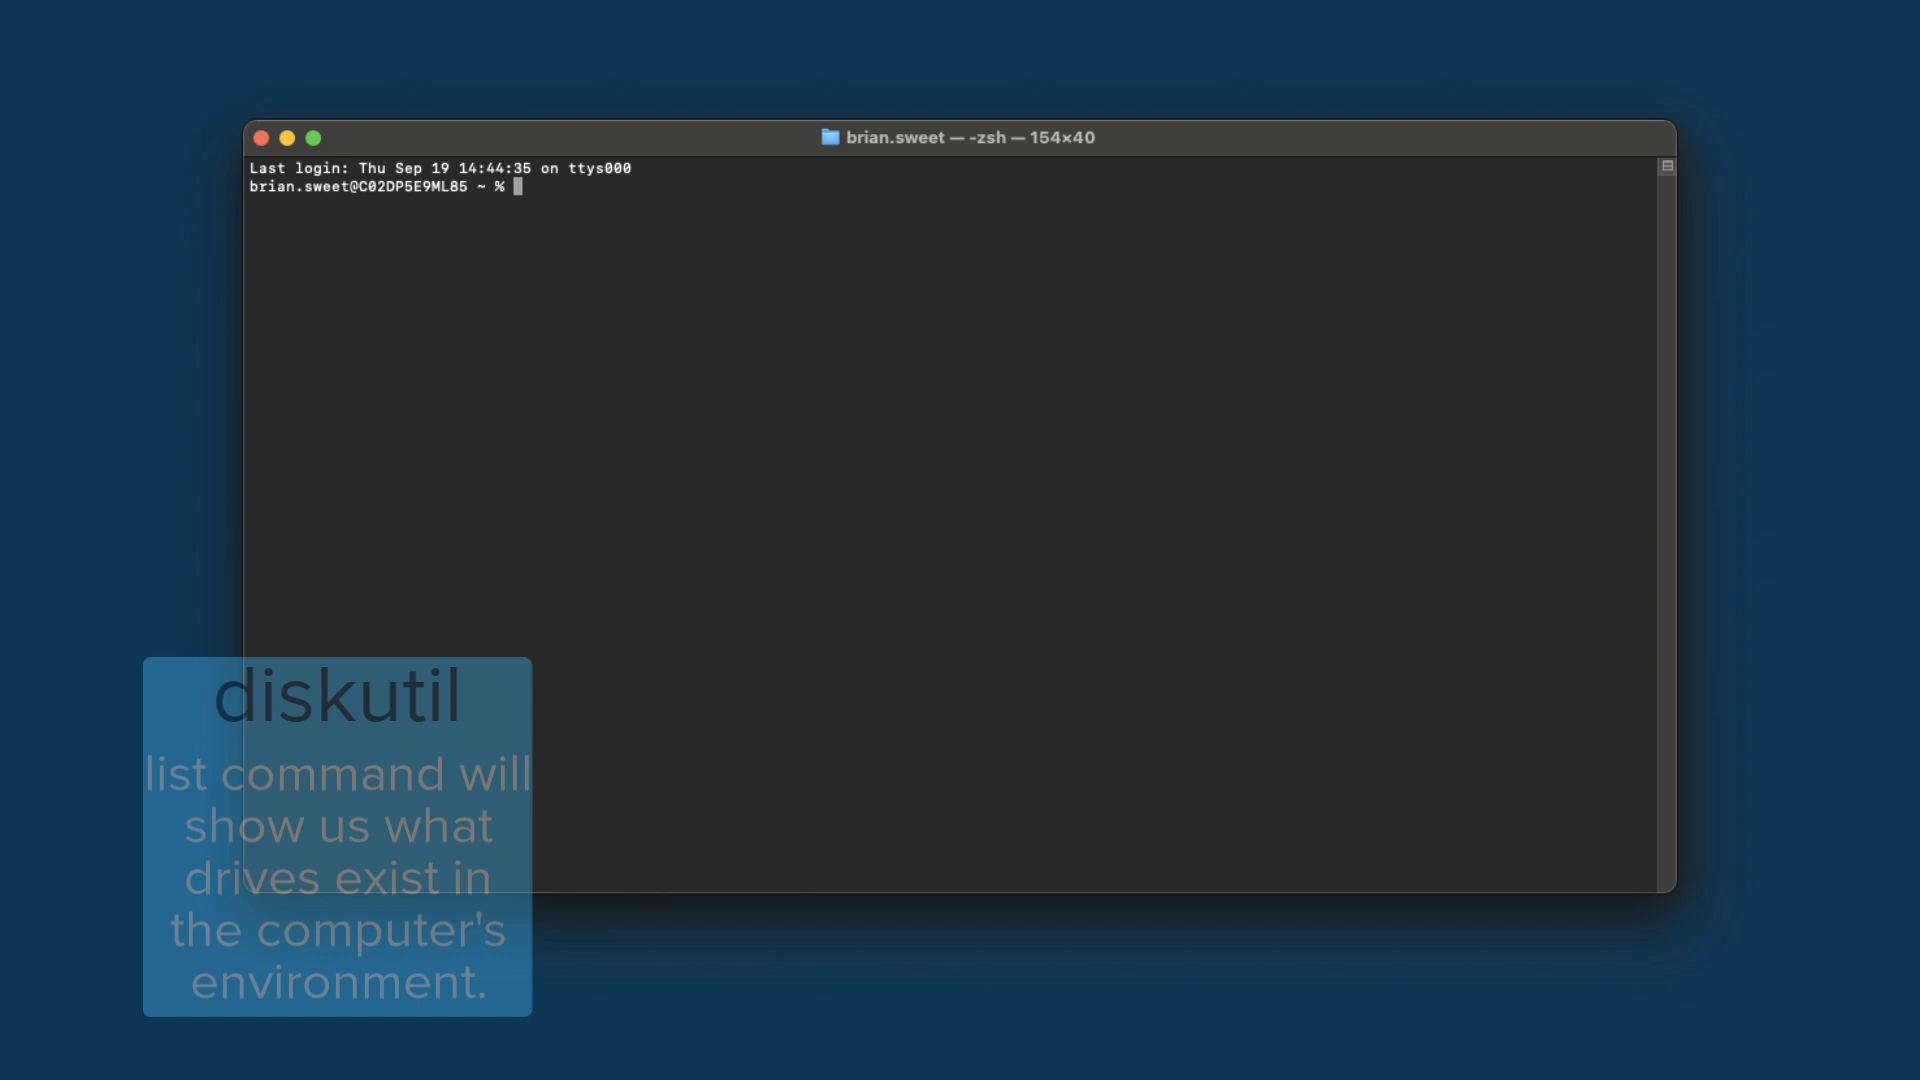 brian.sweet — -zsh — 154×40
Last login: Thu Sep 19 14:44:35 on ttys000
brian.sweet@C02DP5E9ML85 ~ %
diskutil
list command will
show us what
drives exist in
the computer's
environment.